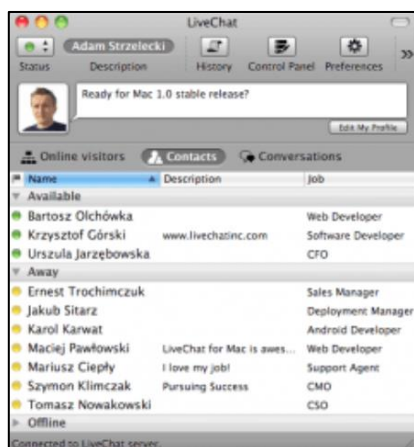 LiveChat
Adam Strzelecki
Status Description History Control Panel Preferences
Ready for Mac 1.0 stable release?
Edit My Profile
Online visitors Contacts Conversations
Name Description Job
Available
Bartosz Olchówka Web Developer
Krzysztof Górski www.livechatinc.com Software Developer
Urszula Jarzębowska CFO
Away
Ernest Trochimczuk Sales Manager
Jakub Sitarz Deployment Manager
Karol Karwat Android Developer
Maciej Pawłowski LiveChat for Mac is awes... Web Developer
Mariusz Ciepły I love my job! Support Agent
Szymon Klimczak Pursuing Success CMO
Tomasz Nowakowski CSO
Offline
Connected to LiveChat server.